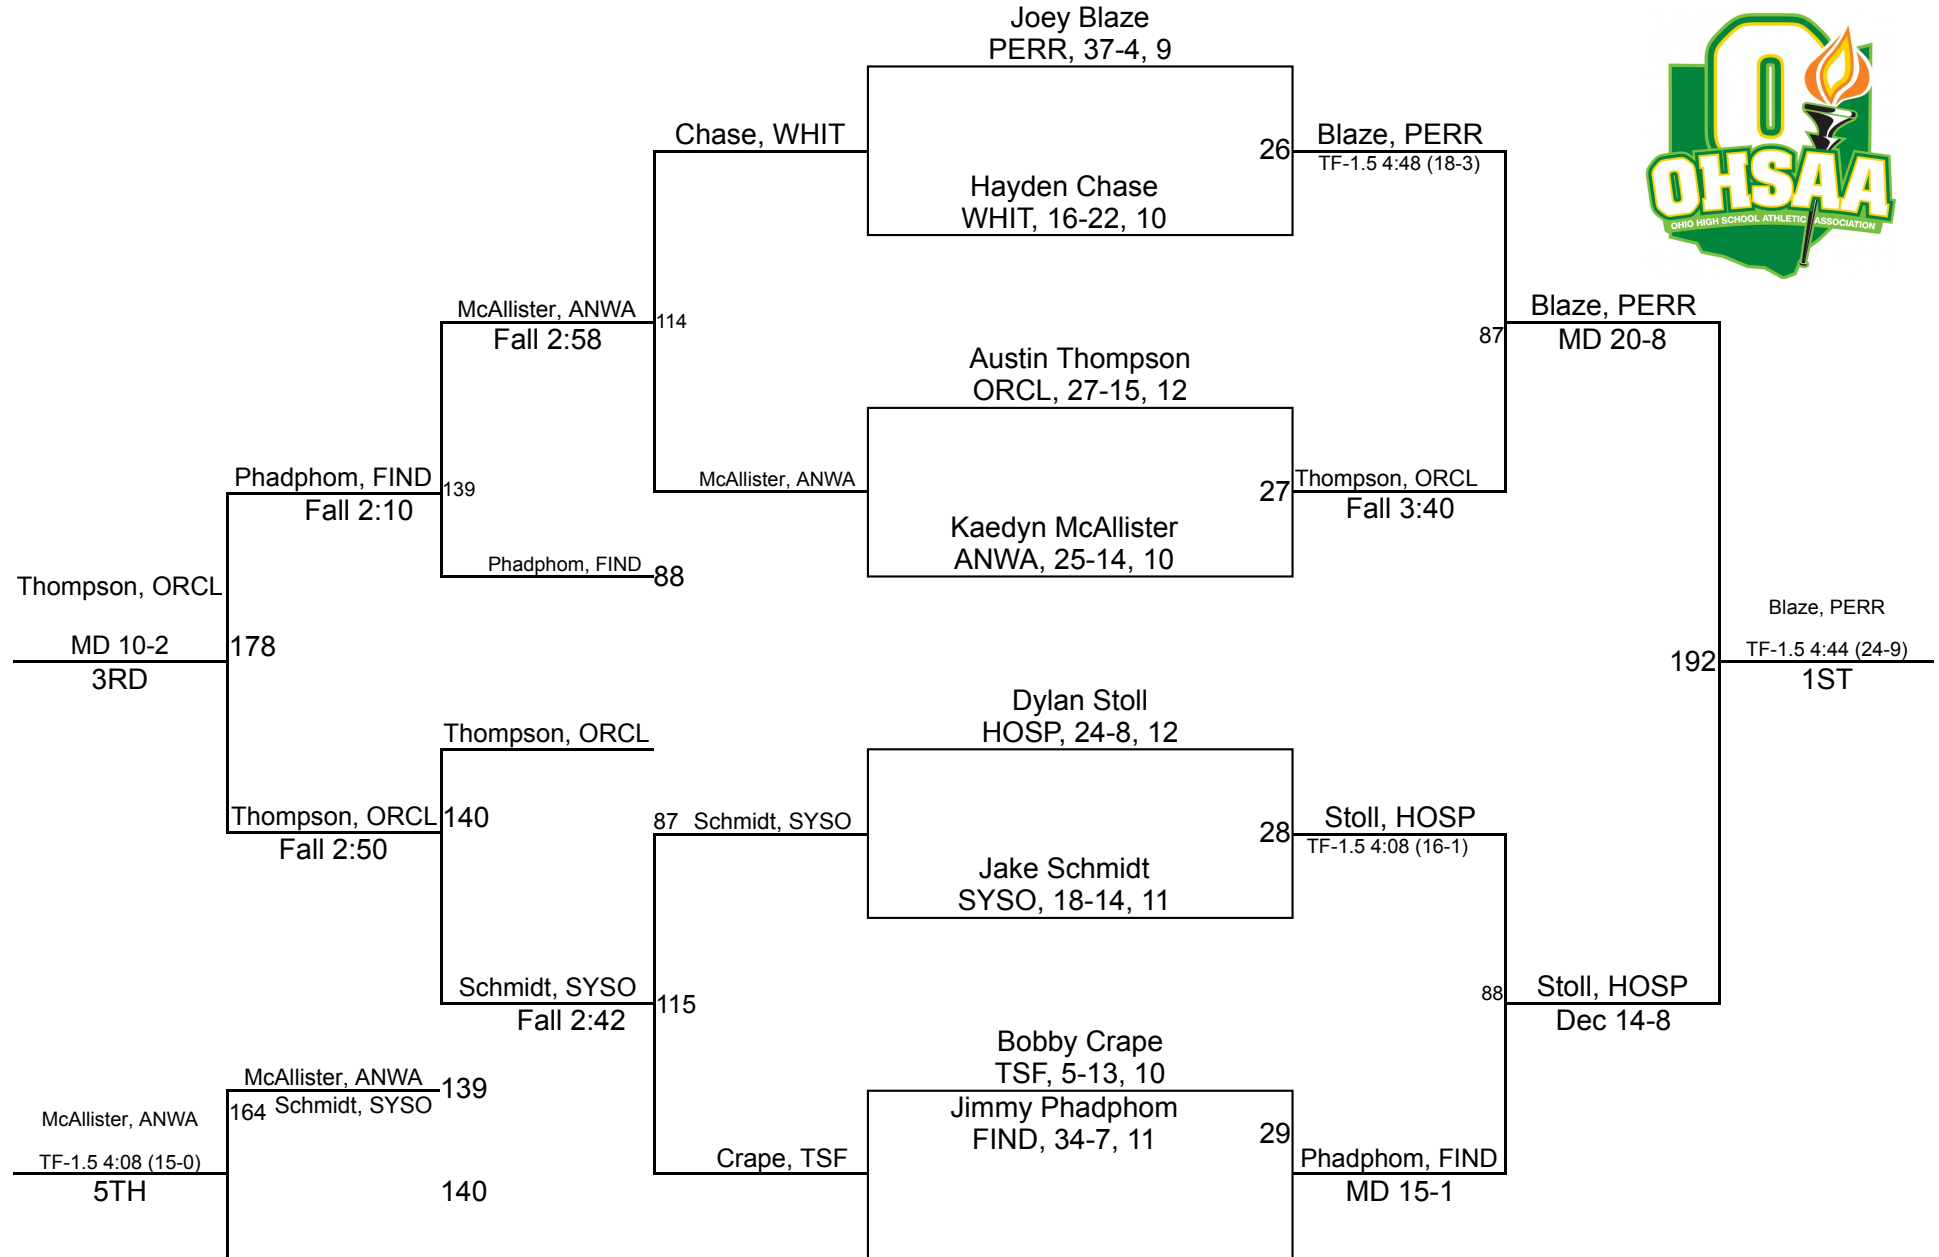 Joey Blaze
PERR, 37-4, 9
Chase, WHIT
26
Blaze, PERR
TF-1.5 4:48 (18-3)
Hayden Chase
WHIT, 16-22, 10
OHSAA
OHIO HIGH SCHOOL ATHLETIC ASSOCIATION
McAllister, ANWA
114
Fall 2:58
Blaze, PERR
87
MD 20-8
Austin Thompson
ORCL, 27-15, 12
Phadphom, FIND
139
Fall 2:10
McAllister, ANWA
27
Thompson, ORCL
Fall 3:40
Kaedyn McAllister
ANWA, 25-14, 10
Phadphom, FIND
88
Thompson, ORCL
MD 10-2
178
3RD
Blaze, PERR
192
TF-1.5 4:44 (24-9)
1ST
Dylan Stoll
HOSP, 24-8, 12
Thompson, ORCL
Thompson, ORCL
140
Fall 2:50
87
Schmidt, SYSO
28
Stoll, HOSP
TF-1.5 4:08 (16-1)
Jake Schmidt
SYSO, 18-14, 11
Schmidt, SYSO
115
Fall 2:42
88
Stoll, HOSP
Dec 14-8
Bobby Crape
TSF, 5-13, 10
McAllister, ANWA
139
164
Schmidt, SYSO
Jimmy Phadphom
FIND, 34-7, 11
29
McAllister, ANWA
TF-1.5 4:08 (15-0)
5TH
140
Crape, TSF
Phadphom, FIND
MD 15-1